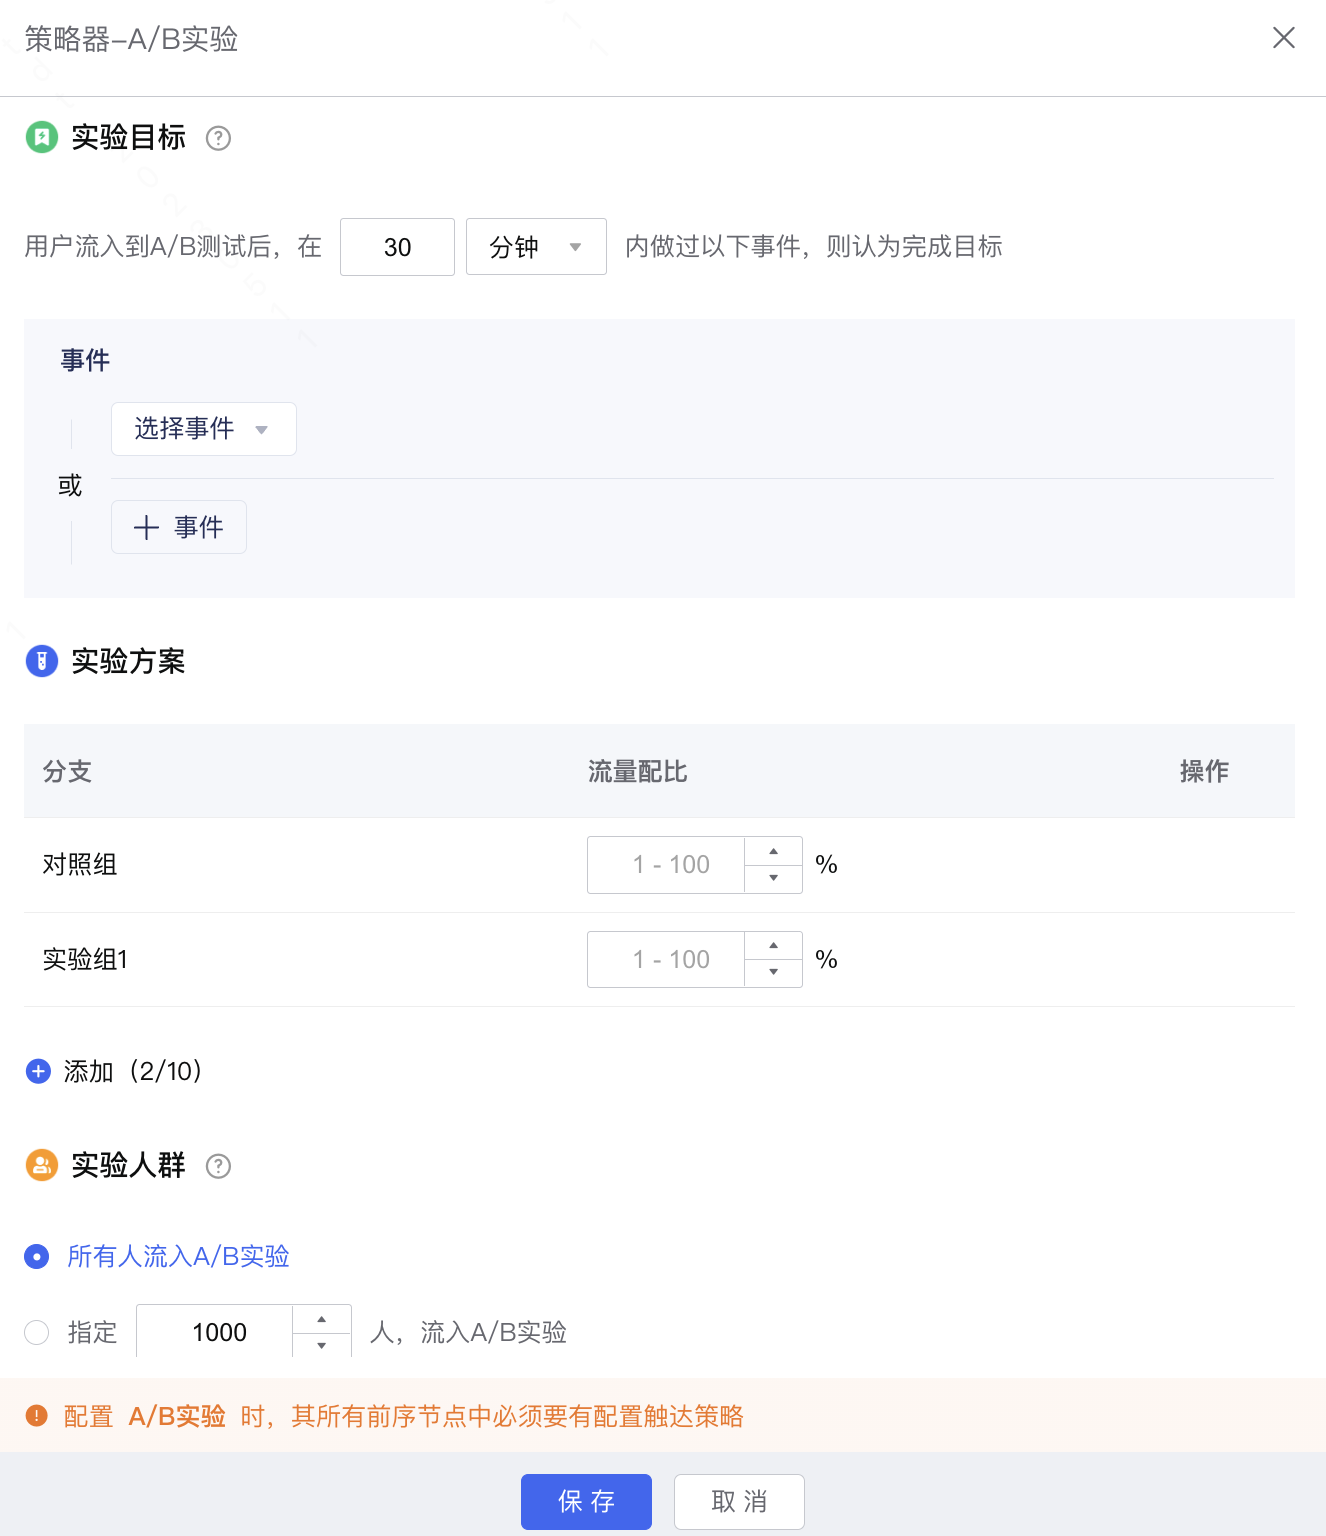 策略器-A/B实验
实验目标 ?
用户流入到A/B测试后，在 30 分钟 内做过以下事件，则认为完成目标
事件
选择事件
或
事件
实验方案
分支 流量配比 操作
对照组 1 - 100 %
实验组1 1 - 100 %
添加（2/10）
实验人群 ?
所有人流入A/B实验
指定 1000 人，流入A/B实验
配置 A/B实验 时，其所有前序节点中必须要有配置触达策略
保存 取消